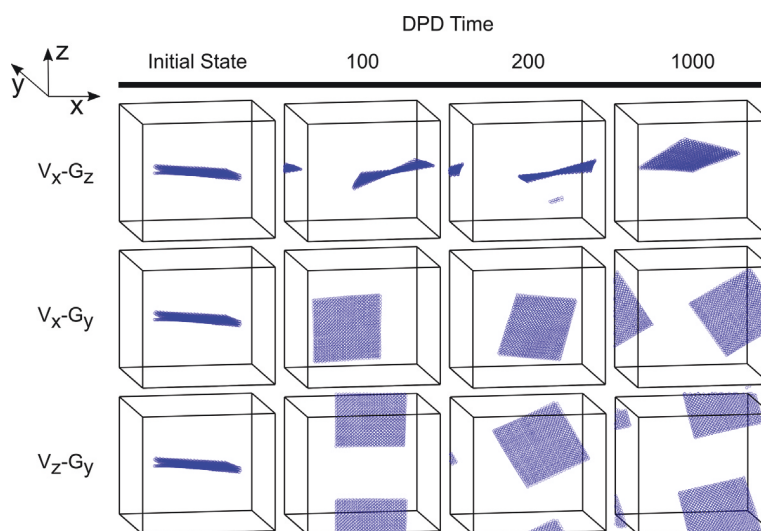 DPD Time
Initial State 100 200 1000
z
y
x
Vx-Gz
Vx-Gy
Vz-Gy